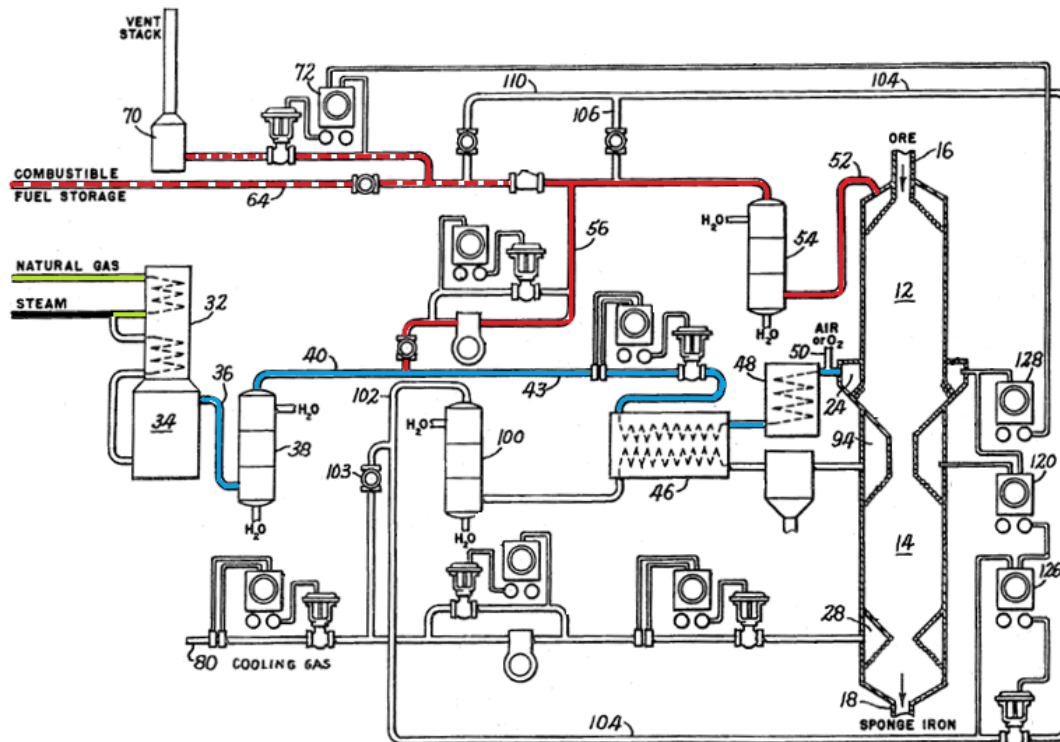 VENT
STACK
72
110
104
70
106
ORE
16
52
COMBUSTIBLE
FUEL STORAGE
64
H2O
54
56
NATURAL GAS
STEAM
32
12
AIR
or O2
50
48
128
40
43
24
36
102
H2O
H2O
34
38
100
94
103
46
120
H2O
H2O
14
126
28
80
COOLING GAS
18
104
SPONGE IRON
H2O